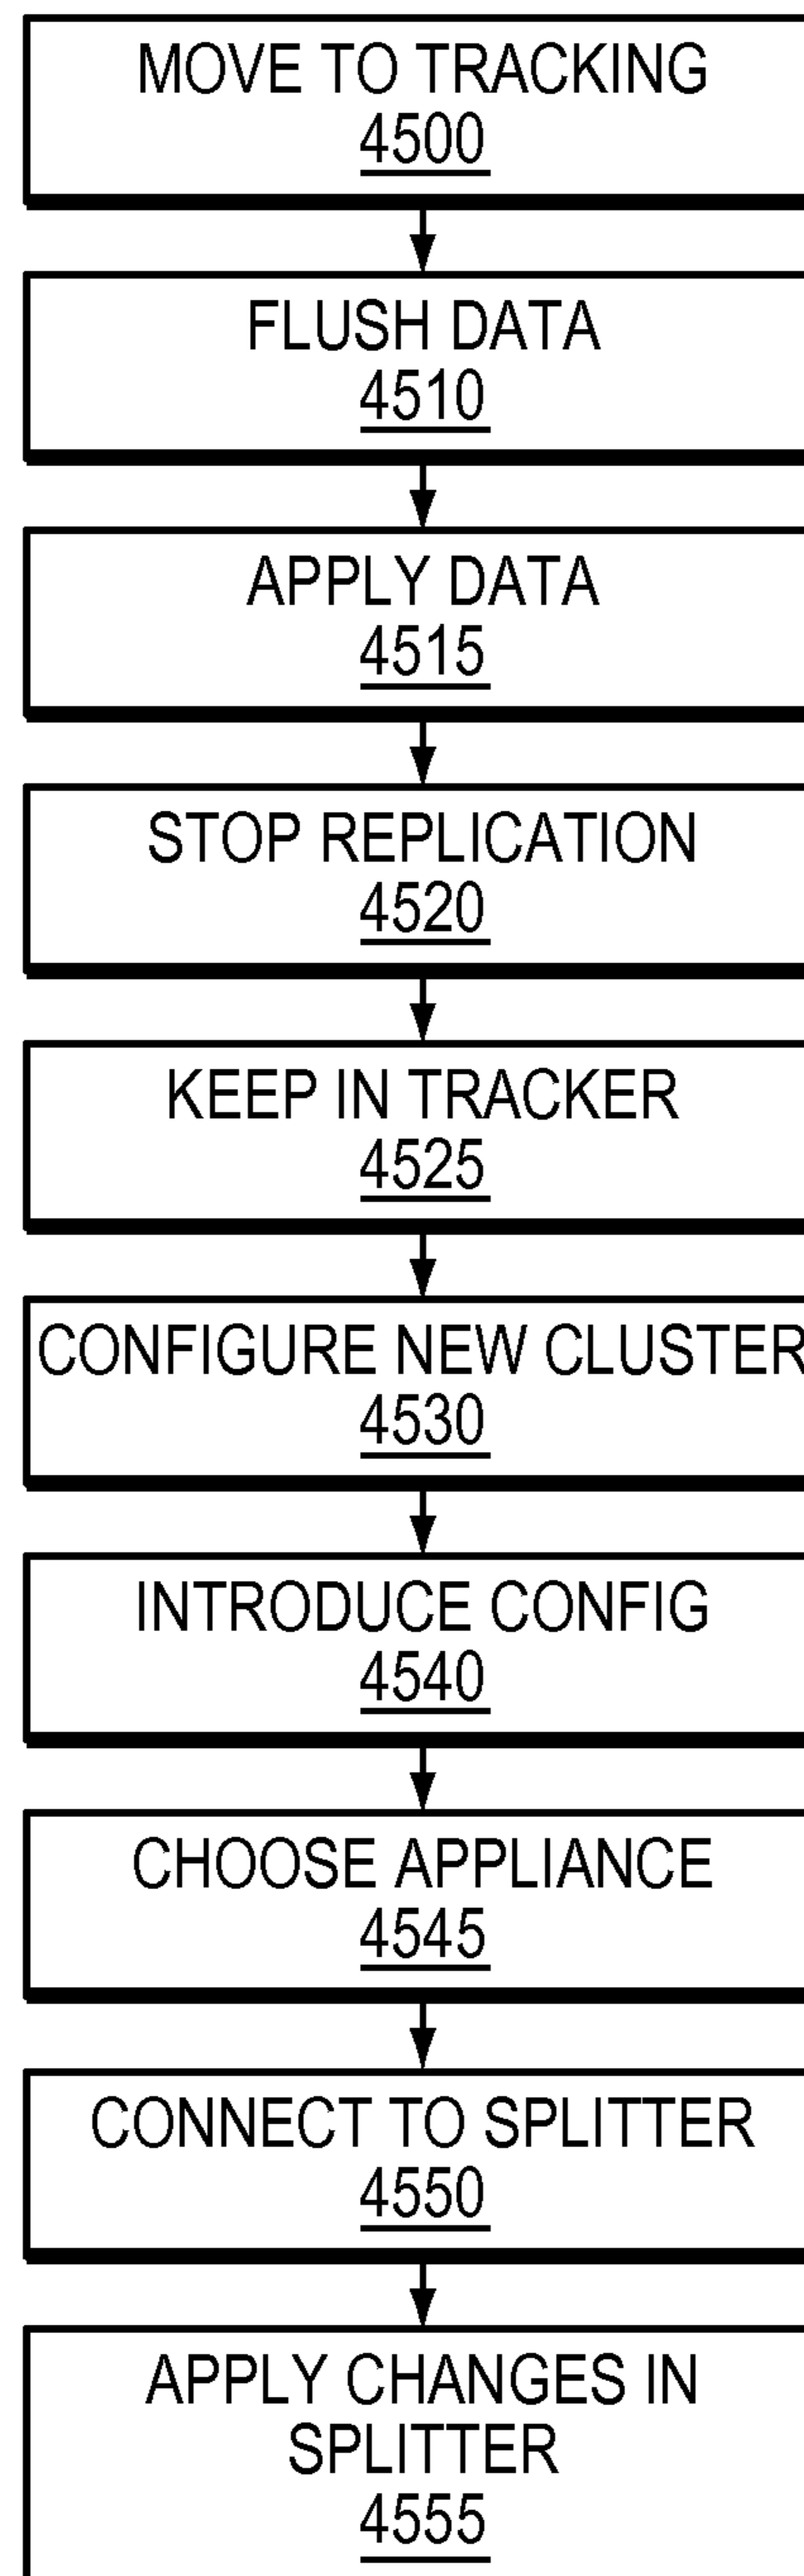 MOVE TO TRACKING
4500
FLUSH DATA
4510
APPLY DATA
4515
STOP REPLICATION
4520
KEEP IN TRACKER
4525
CONFIGURE NEW CLUSTER
4530
INTRODUCE CONFIG
4540
CHOOSE APPLIANCE
4545
CONNECT TO SPLITTER
4550
APPLY CHANGES IN
SPLITTER
4555